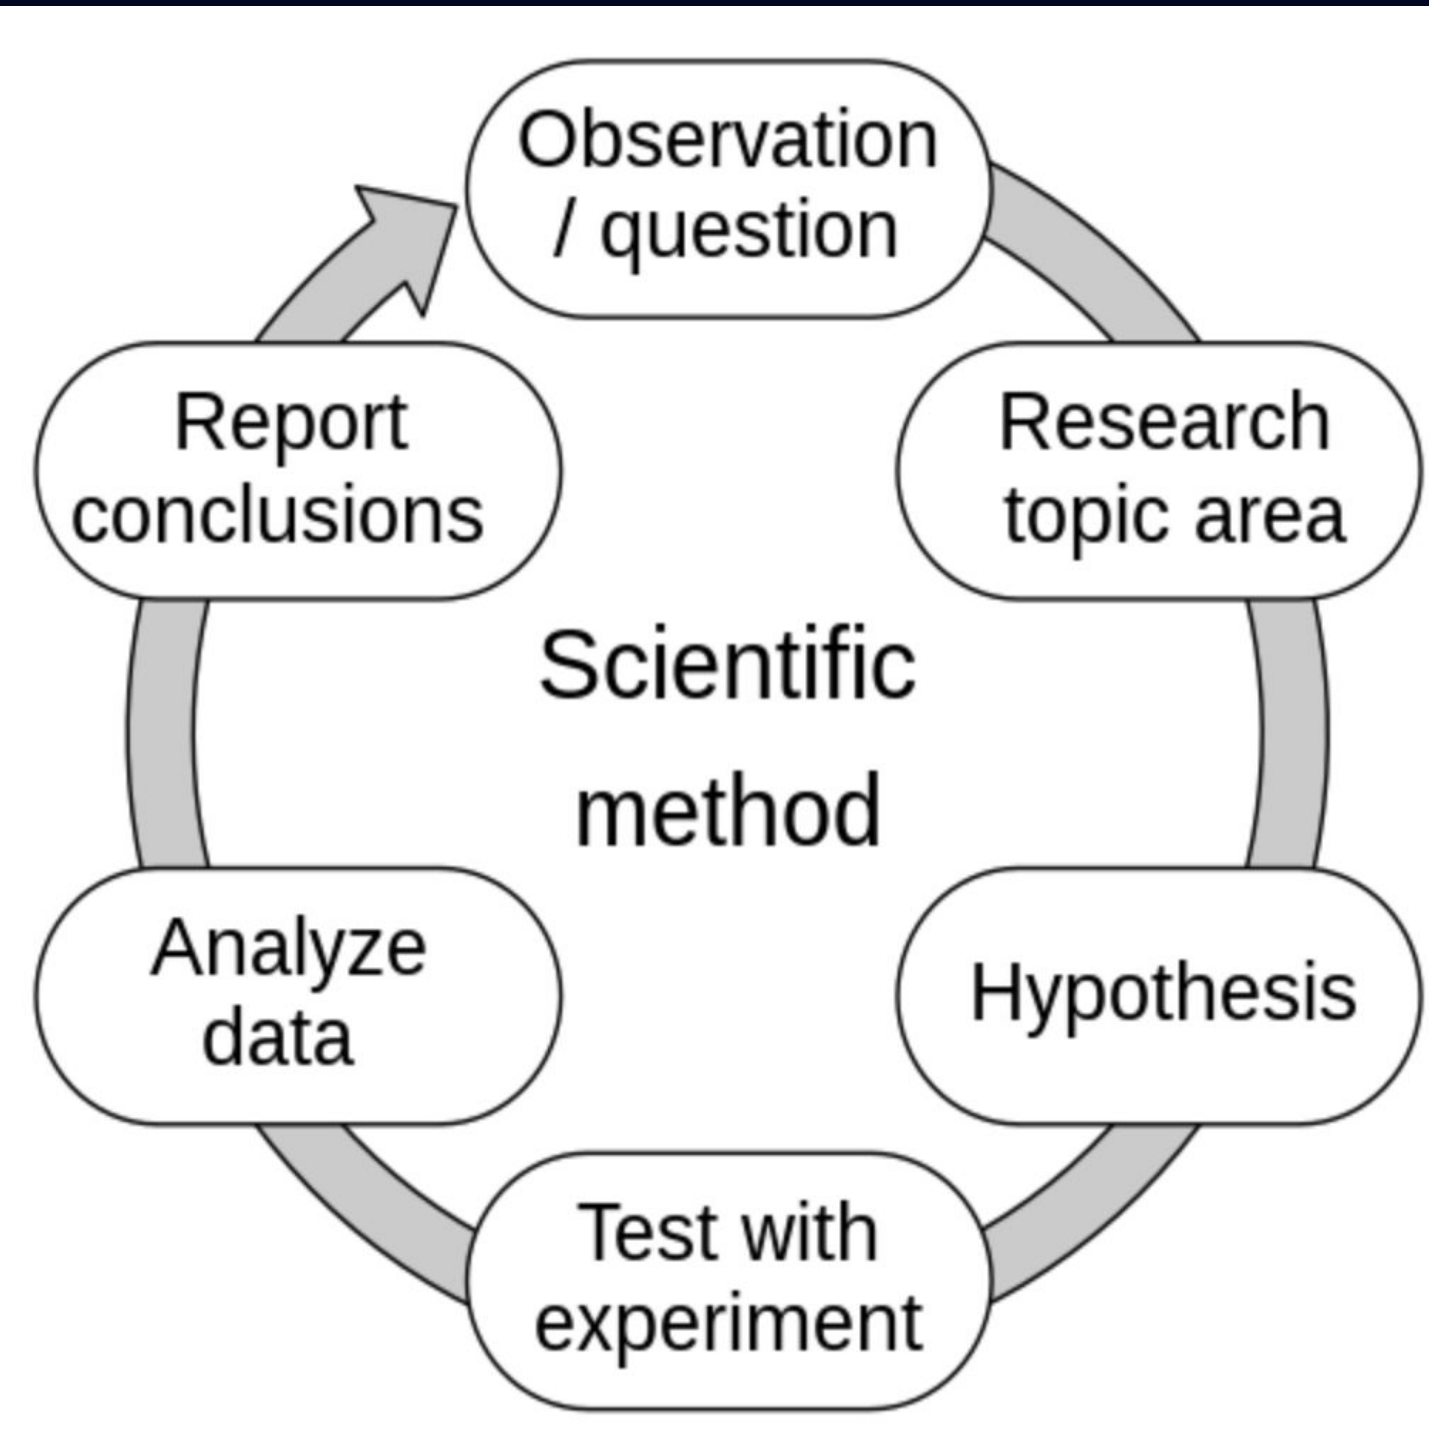 Observation
/ question
Research
topic area
Hypothesis
Test with
experiment
Analyze
data
Report
conclusions
Scientific
method